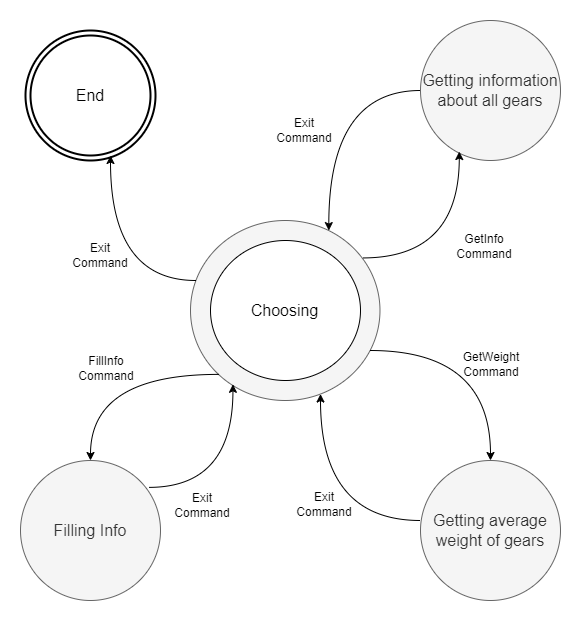 End
Getting information
about all gears
Exit
Command
GetInfo
Command
Exit
Command
Choosing
FillInfo
Command
GetWeight
Command
Exit
Command
Exit
Command
Filling Info
Getting average
weight of gears